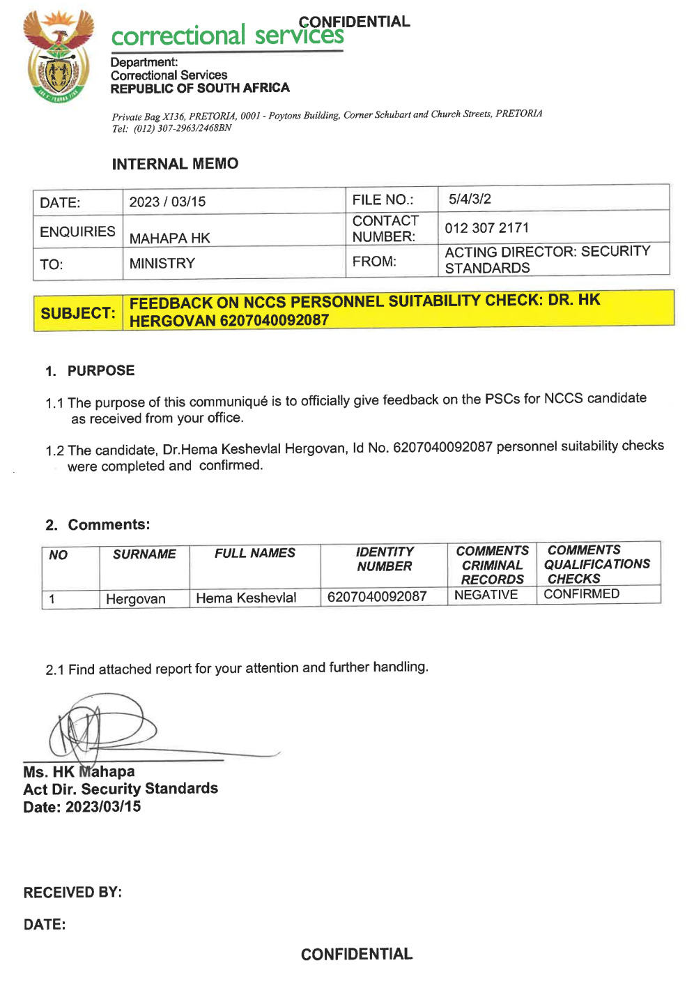 CONFIDENTIAL
correctional services
Department:
Correctional Services
REPUBLIC OF SOUTH AFRICA
Private Bag X136, PRETORIA, 0001 - Poytons Building, Corner Schubart and Church Streets, PRETORIA
Tel: (012) 307-2963/2468BN
INTERNAL MEMO
DATE: 2023 / 03/15 FILE NO.: 5/4/3/2
ENQUIRIES MAHAPA HK CONTACT NUMBER: 012 307 2171
TO: MINISTRY FROM: ACTING DIRECTOR: SECURITY STANDARDS
SUBJECT: FEEDBACK ON NCCS PERSONNEL SUITABILITY CHECK: DR. HK
HERGOVAN 6207040092087
1. PURPOSE
1.1 The purpose of this communiqué is to officially give feedback on the PSCs for NCCS candidate
as received from your office.
1.2 The candidate, Dr.Hema Keshevlal Hergovan, Id No. 6207040092087 personnel suitability checks
were completed and confirmed.
2. Comments:
NO SURNAME FULL NAMES IDENTITY NUMBER COMMENTS CRIMINAL RECORDS COMMENTS QUALIFICATIONS CHECKS
1 Hergovan Hema Keshevlal 6207040092087 NEGATIVE CONFIRMED
2.1 Find attached report for your attention and further handling.
Ms. HK Mahapa
Act Dir. Security Standards
Date: 2023/03/15
RECEIVED BY:
DATE:
CONFIDENTIAL